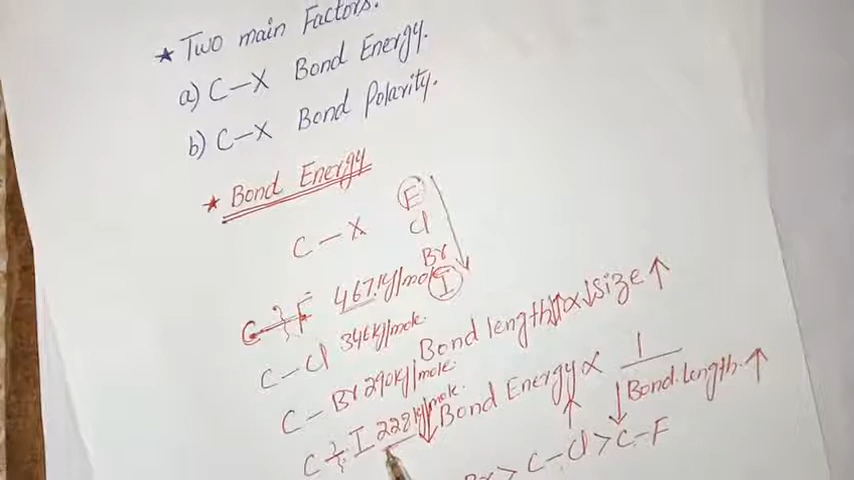 ★ Two main Factors.
a) C-X Bond Energy.
b) C-X Bond Polarity.
★ Bond Energy
C-X F
Cl
Br
I
C-F 467 kJ/mole
C-Cl 346 kJ/mole.
C-Br 290 kJ/mole.
C-I 228 kJ/mole.
Bond length ∝ size ↑
Bond Energy ∝ 1
Bond length ↑
> C-Cl > C-F